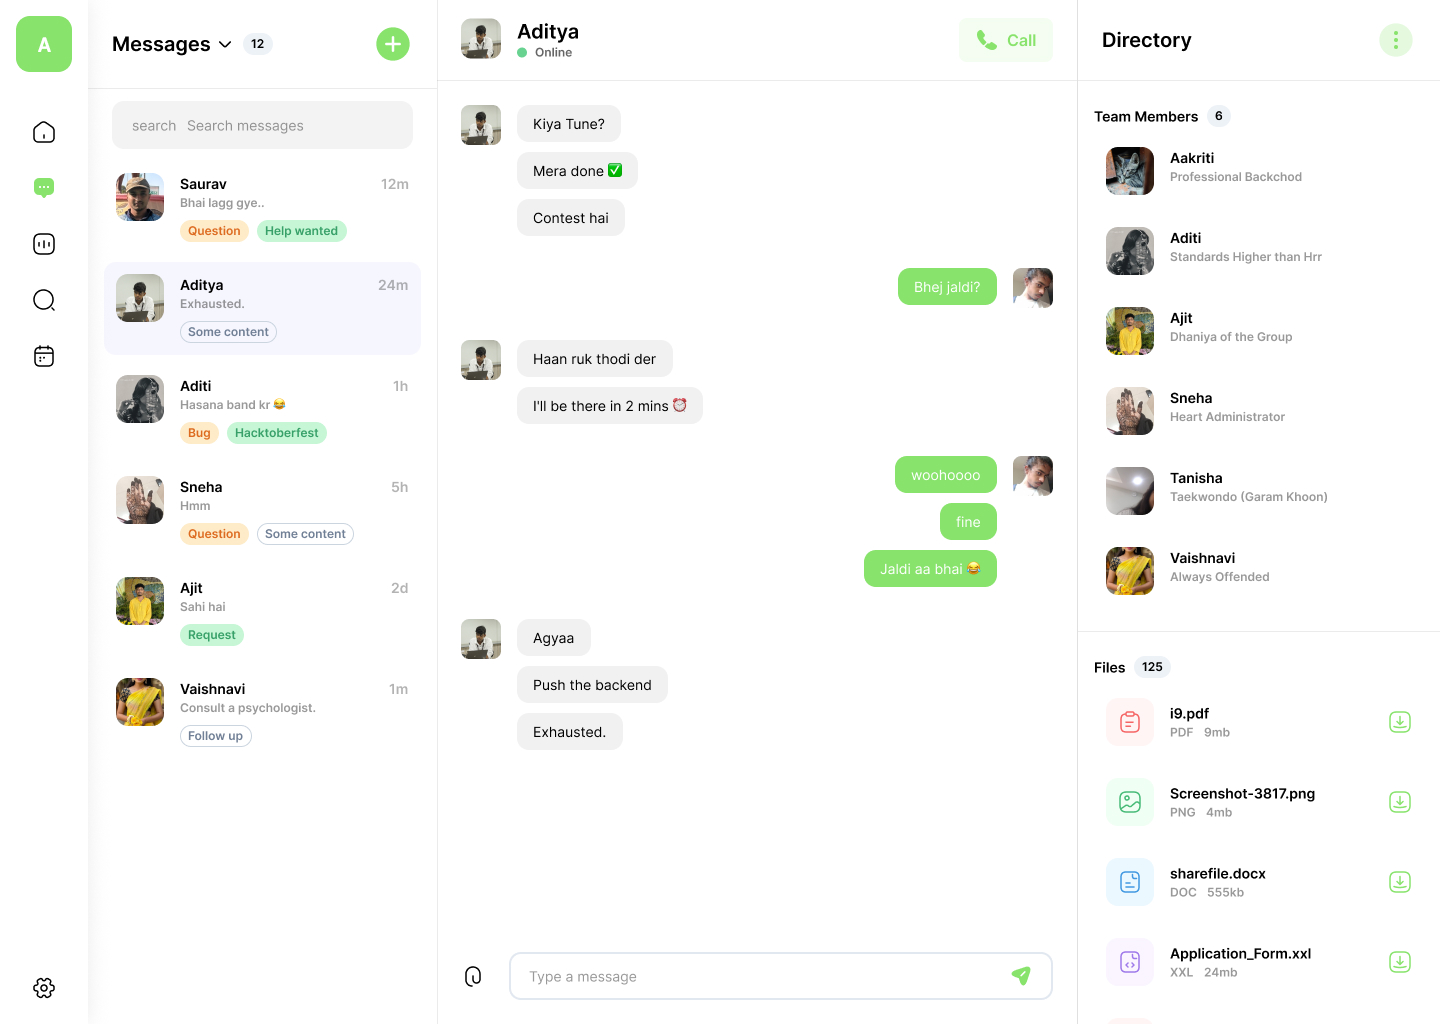 A
Messages 12
search Search messages
Saurav 12m
Bhai lagg gye..
Question Help wanted
Aditya 24m
Exhausted.
Some content
Aditi 1h
Hasana band kr 😂
Bug Hacktoberfest
Sneha 5h
Hmm
Question Some content
Ajit 2d
Sahi hai
Request
Vaishnavi 1m
Consult a psychologist.
Follow up
Aditya
Online
Call
Kiya Tune?
Mera done ✅
Contest hai
Bhej jaldi?
Haan ruk thodi der
I'll be there in 2 mins ⏰
woohoooo
fine
Jaldi aa bhai 😂
Agyaa
Push the backend
Exhausted.
Type a message
Directory
Team Members 6
Aakriti
Professional Backchod
Aditi
Standards Higher than Hrr
Ajit
Dhaniya of the Group
Sneha
Heart Administrator
Tanisha
Taekwondo (Garam Khoon)
Vaishnavi
Always Offended
Files 125
i9.pdf
PDF 9mb
Screenshot-3817.png
PNG 4mb
sharefile.docx
DOC 555kb
Application_Form.xxl
XXL 24mb